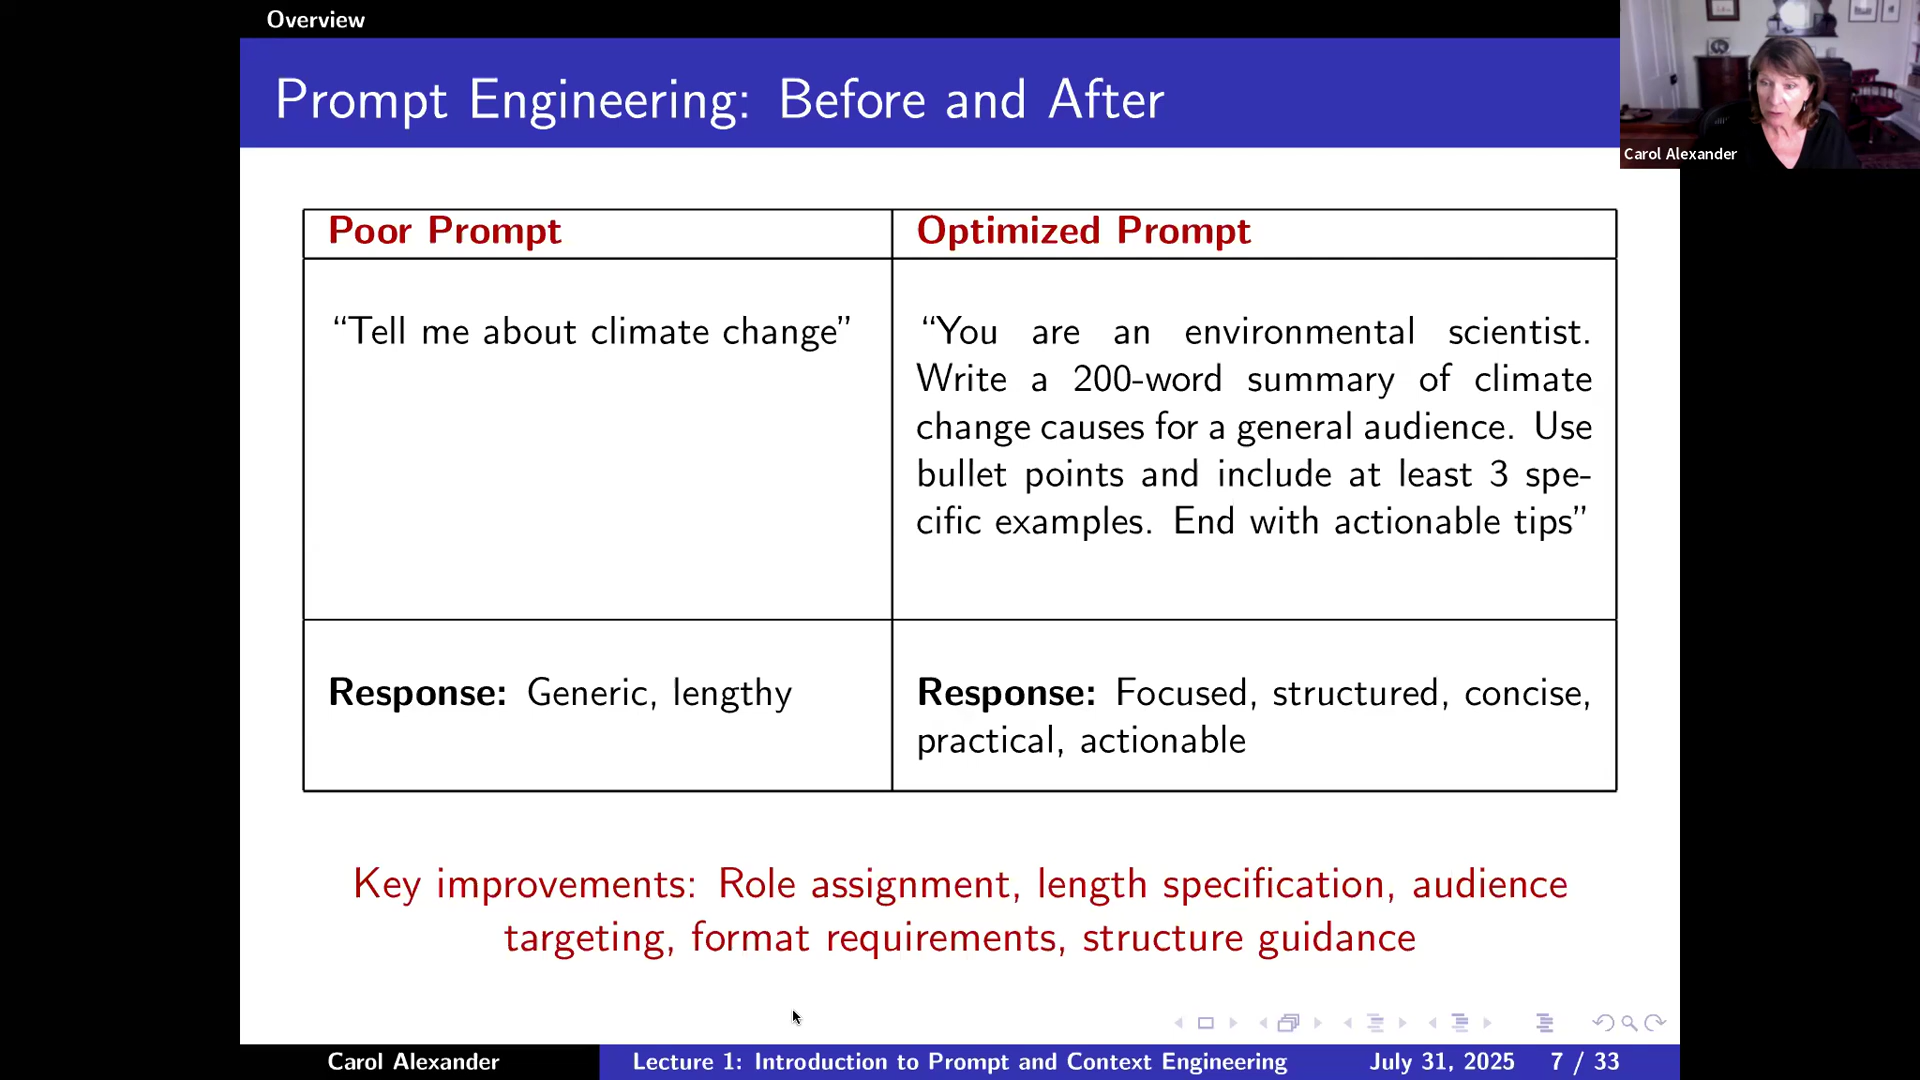 Overview
Prompt Engineering: Before and After
Carol Alexander
Poor Prompt
Optimized Prompt
“Tell me about climate change”
“You are an environmental scientist.
Write a 200-word summary of climate
change causes for a general audience. Use
bullet points and include at least 3 spe-
cific examples. End with actionable tips”
Response: Generic, lengthy
Response: Focused, structured, concise,
practical, actionable
Key improvements: Role assignment, length specification, audience
targeting, format requirements, structure guidance
Carol Alexander
Lecture 1: Introduction to Prompt and Context Engineering
July 31, 2025
7 / 33